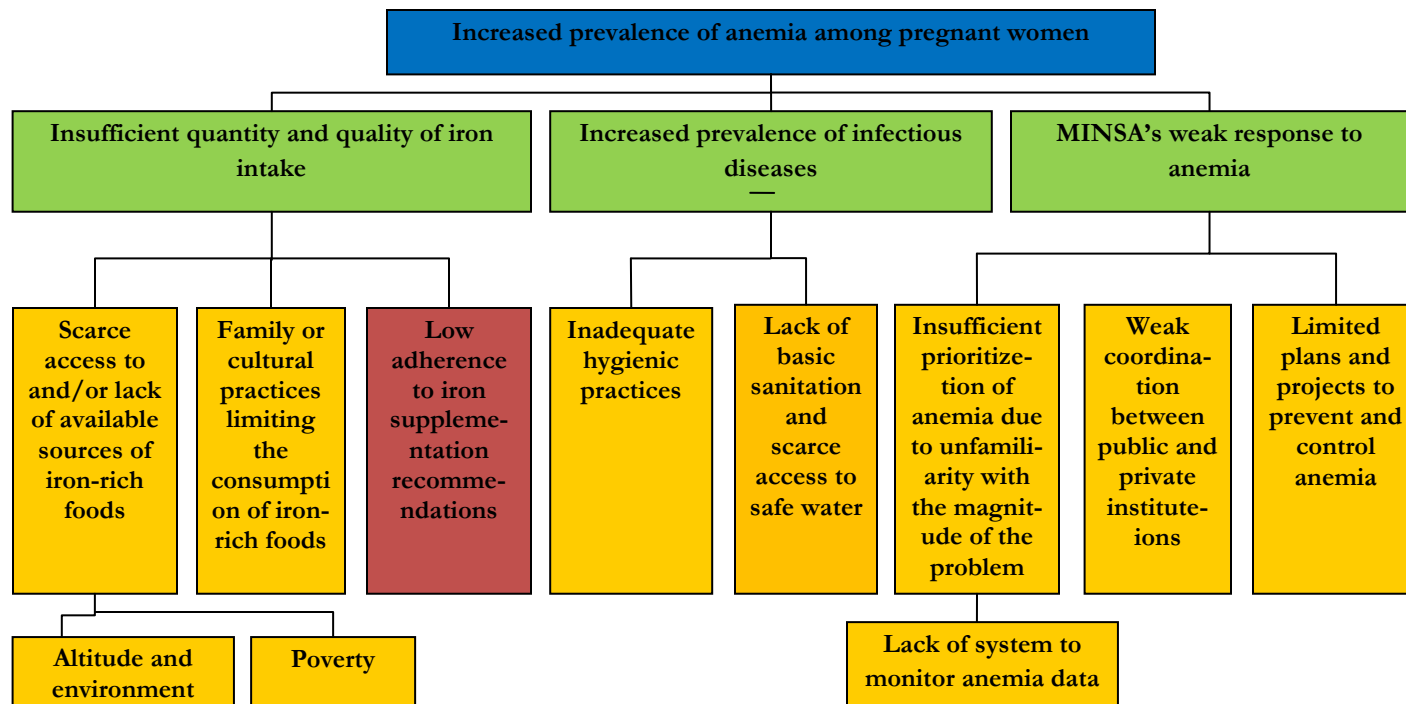 Increased prevalence of anemia among pregnant women
Insufficient quantity and quality of iron
intake
Increased prevalence of infectious
diseases
MINSA’s weak response to
anemia
Scarce
access to
and/or lack
of available
sources of
iron-rich
foods
Family or
cultural
practices
limiting
the
consumpti
on of iron-
rich foods
Low
adherence
to iron
suppleme-
ntation
recomme-
ndations
Inadequate
hygienic
practices
Lack of
basic
sanitation
and
scarce
access to
safe water
Insufficient
prioritize-
tion of
anemia due
to unfamili-
arity with
the magnit-
ude of the
problem
Weak
coordina-
tion
between
public and
private
institute-
ions
Limited
plans and
projects to
prevent and
control
anemia
Altitude and
environment
Poverty
Lack of system to
monitor anemia data